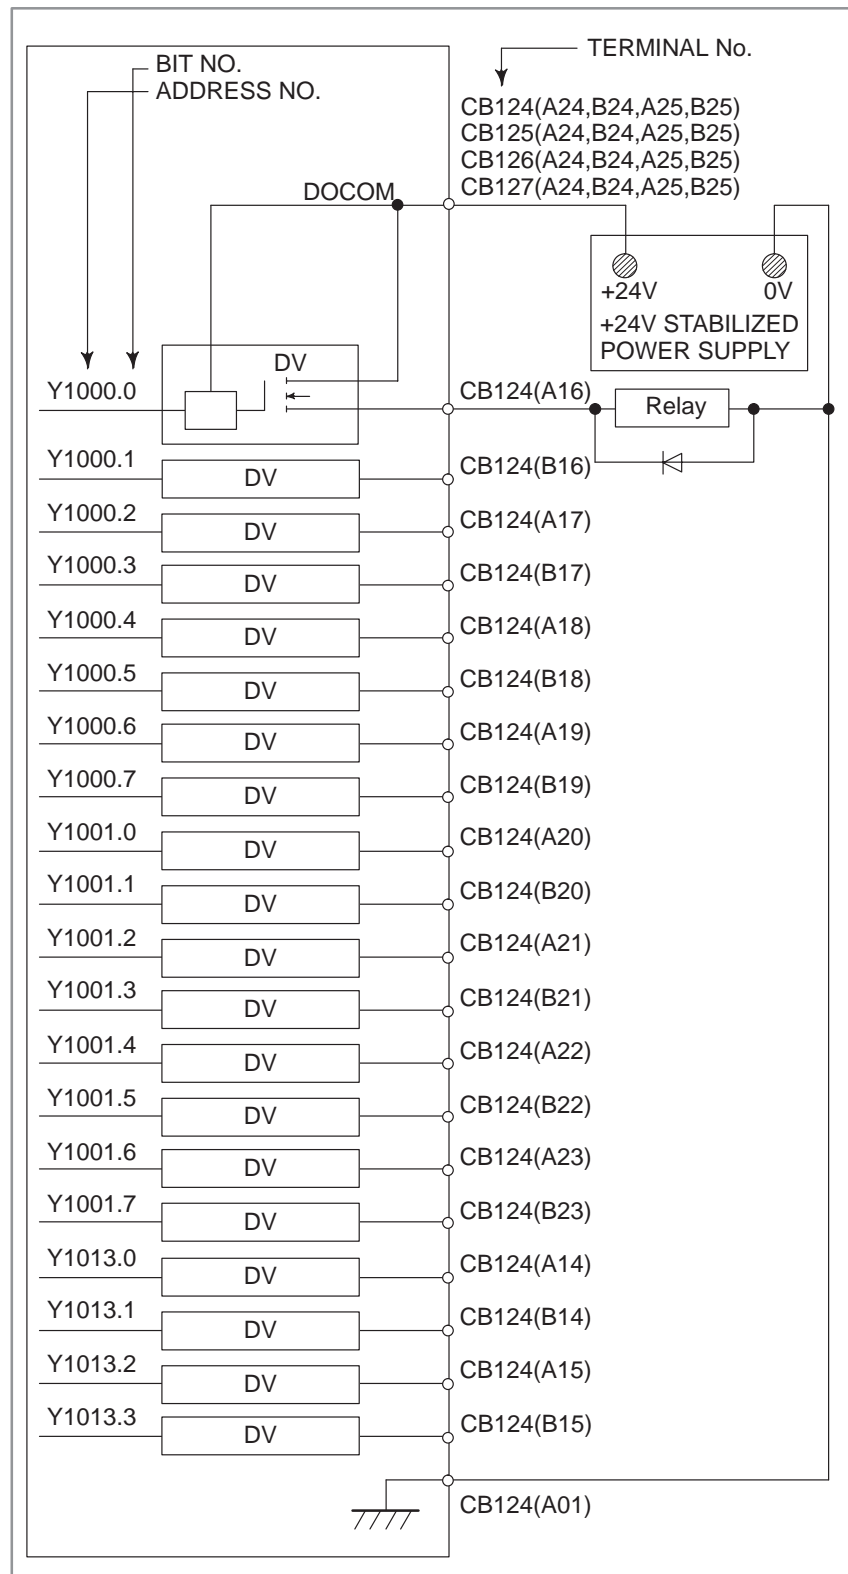 TERMINAL No.
BIT NO.
ADDRESS NO.
CB124(A24,B24,A25,B25)
CB125(A24,B24,A25,B25)
CB126(A24,B24,A25,B25)
CB127(A24,B24,A25,B25)
DOCOM
+24V 0V
+24V STABILIZED
POWER SUPPLY
DV
Y1000.0 CB124(A16) Relay
Y1000.1 DV CB124(B16)
Y1000.2 DV CB124(A17)
Y1000.3 DV CB124(B17)
Y1000.4 DV CB124(A18)
Y1000.5 DV CB124(B18)
Y1000.6 DV CB124(A19)
Y1000.7 DV CB124(B19)
Y1001.0 DV CB124(A20)
Y1001.1 DV CB124(B20)
Y1001.2 DV CB124(A21)
Y1001.3 DV CB124(B21)
Y1001.4 DV CB124(A22)
Y1001.5 DV CB124(B22)
Y1001.6 DV CB124(A23)
Y1001.7 DV CB124(B23)
Y1013.0 DV CB124(A14)
Y1013.1 DV CB124(B14)
Y1013.2 DV CB124(A15)
Y1013.3 DV CB124(B15)
CB124(A01)